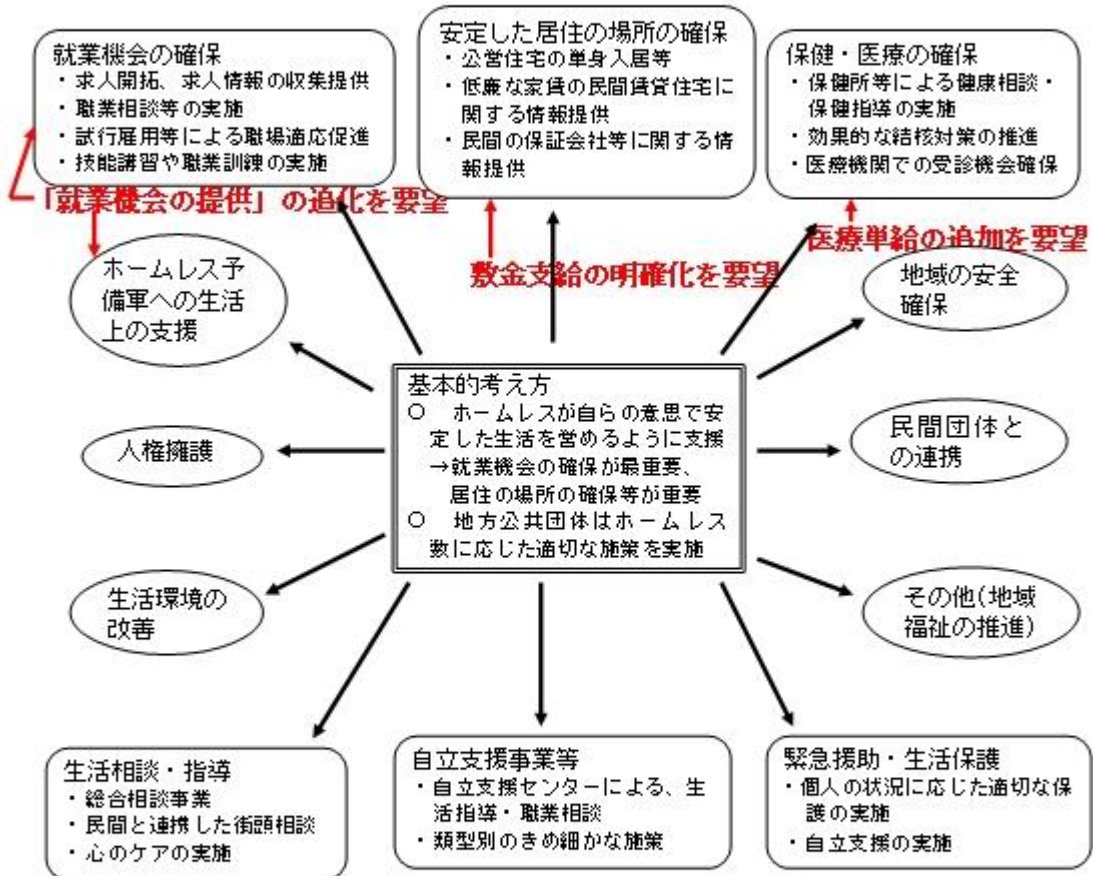 就業機会の確保
・求人開拓、求人情報の収集提供
・職業相談等の実施
・試行雇用等による職場適応促進
・技能講習や職業訓練の実施
安定した居住の場所の確保
・公営住宅の単身入居等
・低廉な家賃の民間賃貸住宅に
関する情報提供
・民間の保証会社等に関する情
報提供
保健・医療の確保
・保健所等による健康相談・
保健指導の実施
・効果的な結核対策の推進
・医療機関での受診機会確保
「就業機会の提供」の追化を要望
敷金支給の明確化を要望
医療単給の追加を要望
ホームレス予
備軍への生活
上の支援
地域の安全
確保
基本的考え方
○ ホームレスが自らの意思で安
定した生活を営めるように支援
→就業機会の確保が最重要、
居住の場所の確保等が重要
○ 地方公共団体はホームレス
数に応じた適切な施策を実施
人権擁護
民間団体と
の連携
生活環境の
改善
その他(地域
福祉の推進)
生活相談・指導
・総合相談事業
・民間と連携した街頭相談
・心のケアの実施
自立支援事業等
・自立支援センターによる、生
活指導・職業相談
・類型別のきめ細かな施策
緊急援助・生活保護
・個人の状況に応じた適切な保
護の実施
・自立支援の実施